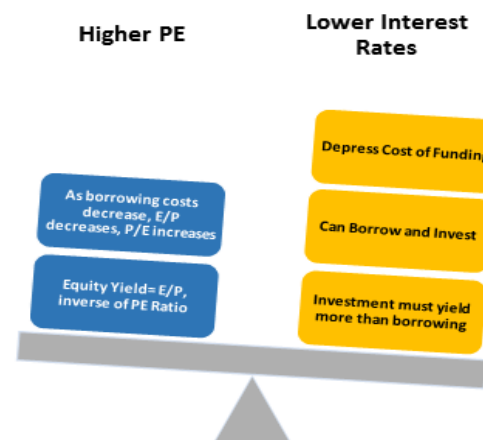 Higher PE
Lower Interest
Rates
As borrowing costs
decrease, E/P
decreases, P/E increases
Equity Yield= E/P,
inverse of PE Ratio
Depress Cost of Funding
Can Borrow and Invest
Investment must yield
more than borrowing